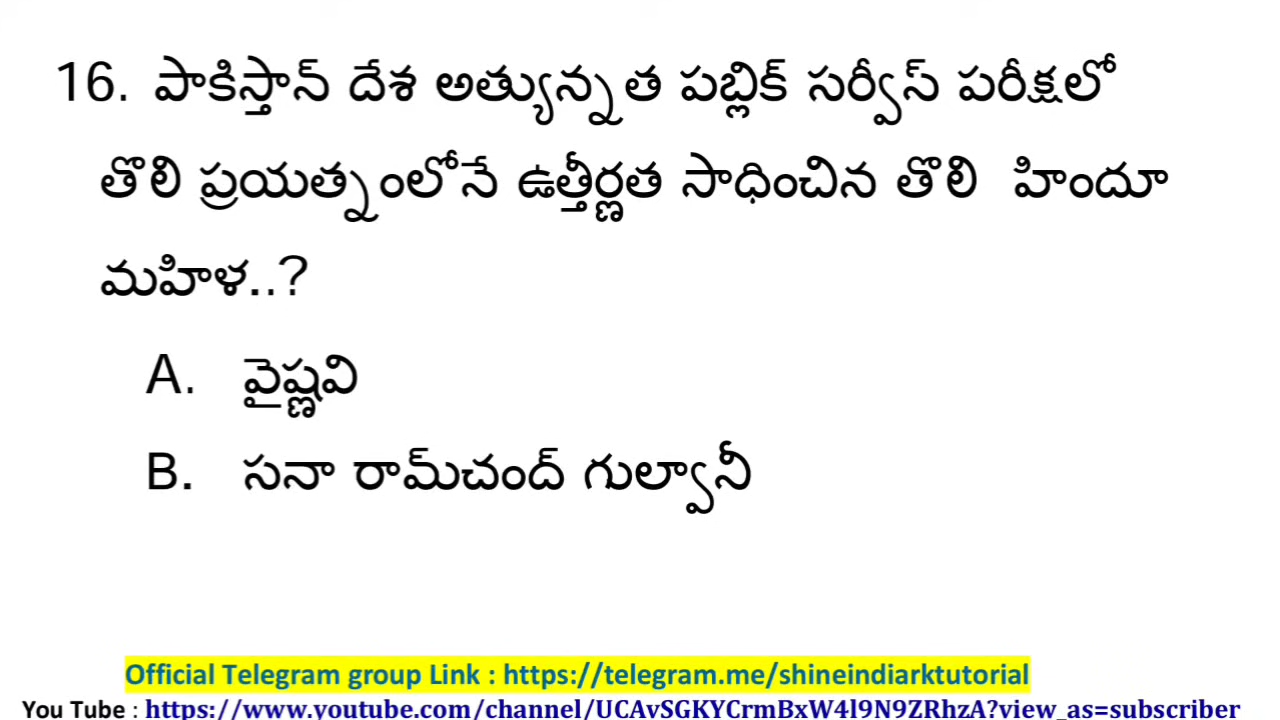 16. పాకిస్తాన్ దేశ అత్యున్నత పబ్లిక్ సర్వీస్ పరీక్షలో
తొలి ప్రయత్నంలోనే ఉత్తీర్ణత సాధించిన తొలి హిందూ
మహిళ..?
A. వైష్ణవి
B. సనా రామ్‌చంద్ గుల్వానీ
Official Telegram group Link : https://telegram.me/shineindiarktutorial
You Tube : https://www.youtube.com/channel/UCAvSGKYCrmBxW4l9N9ZRhzA?view_as=subscriber